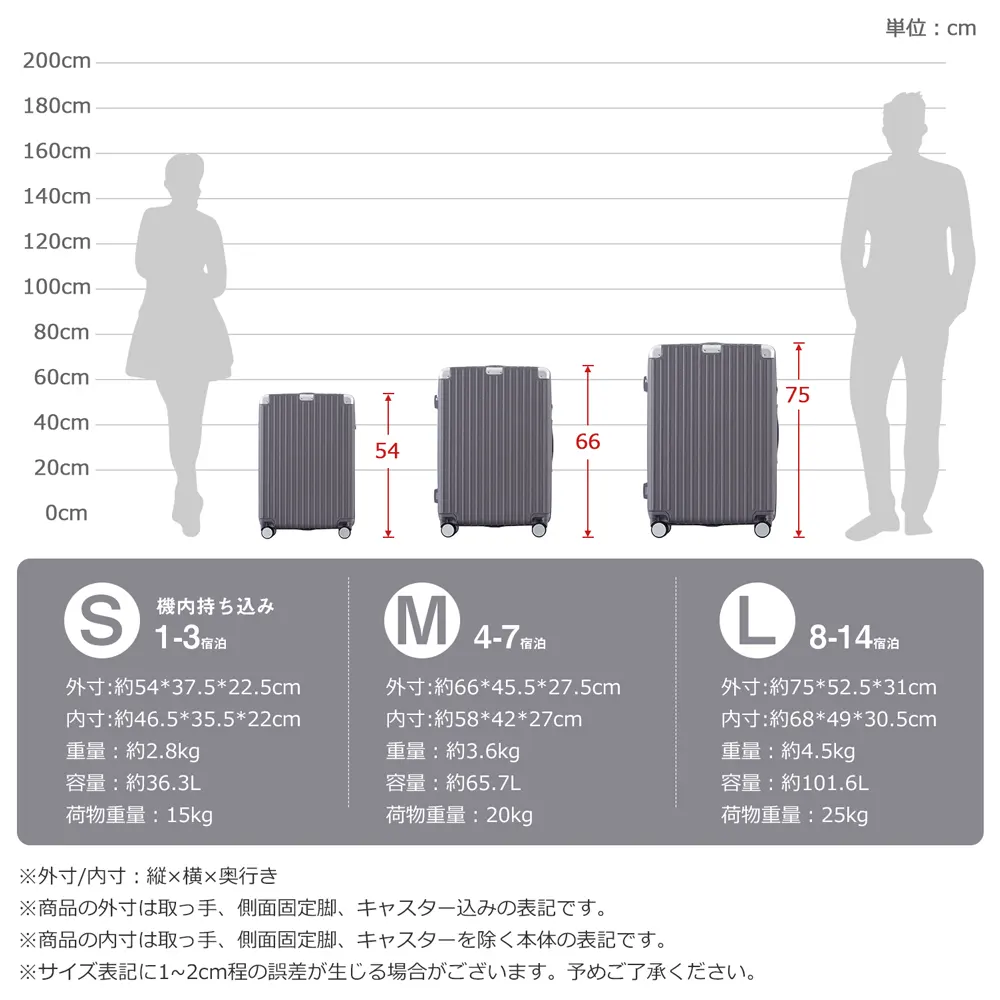 単位：cm
200cm
180cm
160cm
140cm
120cm
100cm
80cm
60cm
40cm
20cm
0cm
54
66
75
S 機内持ち込み
1-3宿泊
外寸:約54*37.5*22.5cm
内寸:約46.5*35.5*22cm
重量：約2.8kg
容量：約36.3L
荷物重量：15kg
M 4-7宿泊
外寸:約66*45.5*27.5cm
内寸:約58*42*27cm
重量：約3.6kg
容量：約65.7L
荷物重量：20kg
L 8-14宿泊
外寸:約75*52.5*31cm
内寸:約68*49*30.5cm
重量：約4.5kg
容量：約101.6L
荷物重量：25kg
※外寸/内寸：縦×横×奥行き
※商品の外寸は取っ手、側面固定脚、キャスター込みの表記です。
※商品の内寸は取っ手、側面固定脚、キャスターを除く本体の表記です。
※サイズ表記に1~2cm程の誤差が生じる場合がございます。予めご了承ください。